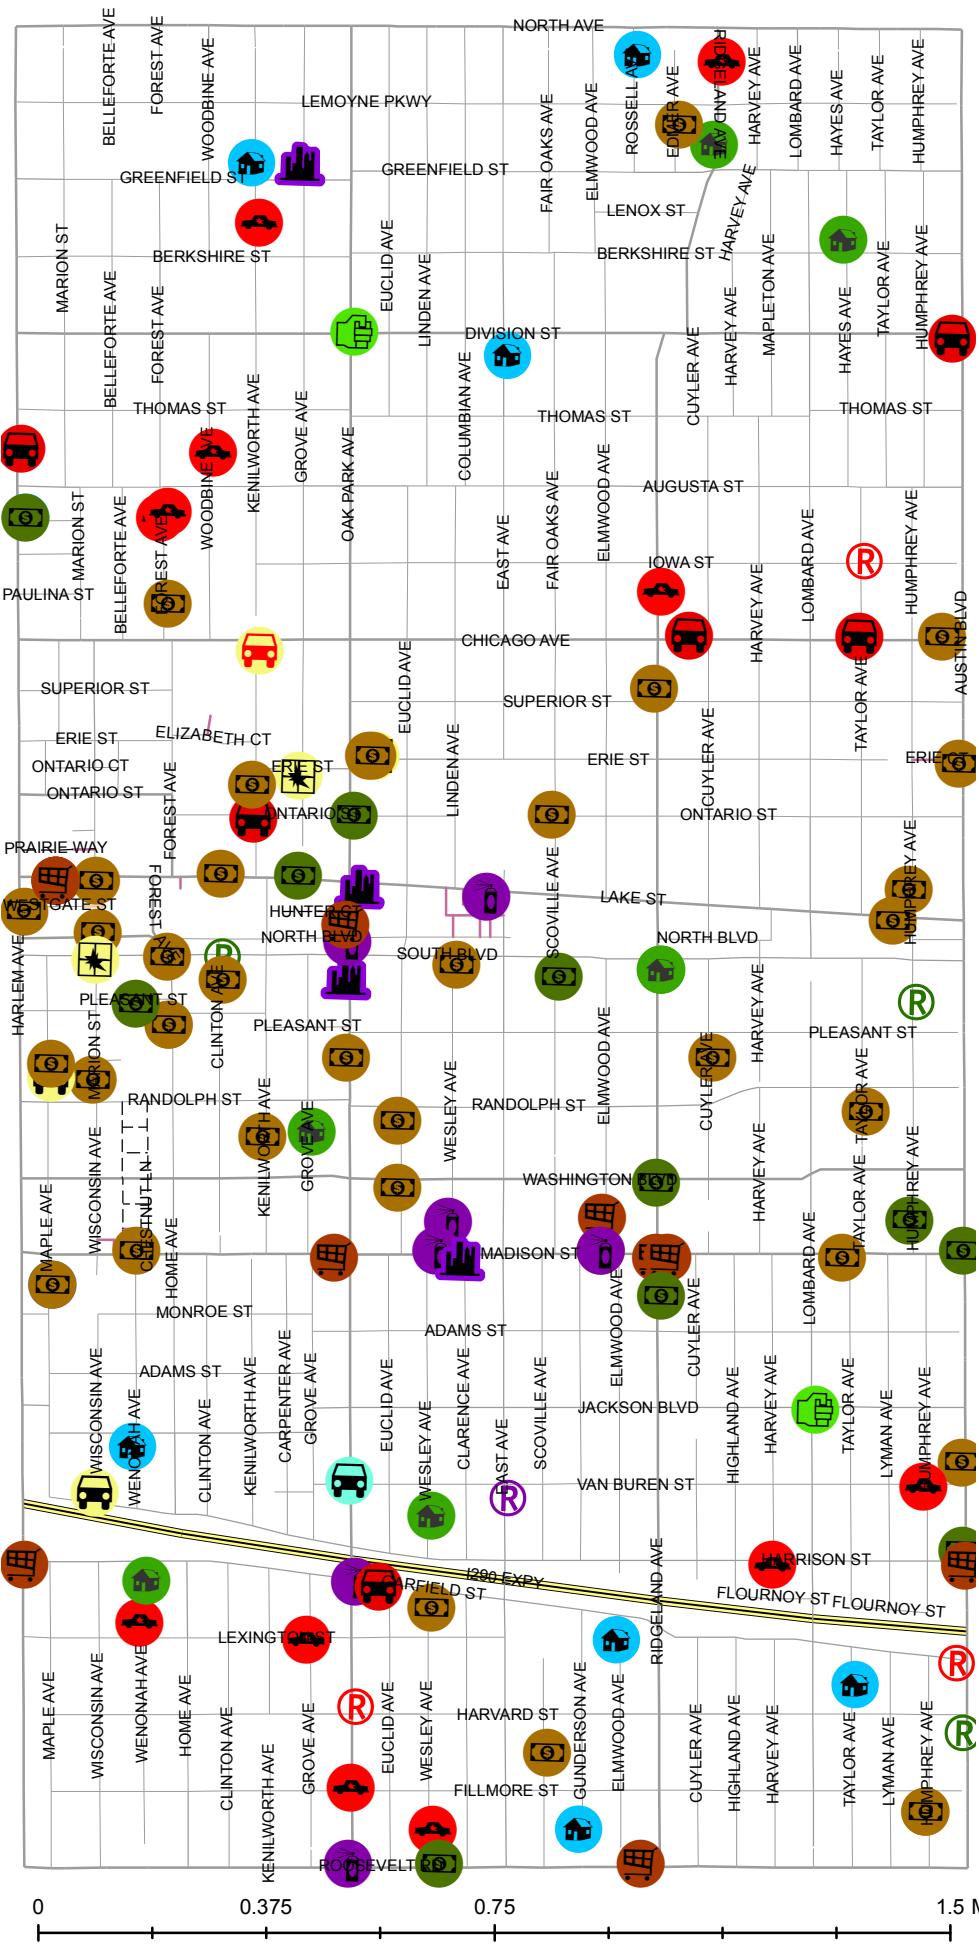 NORTH AVE
BELLEFORTE AVE
FOREST AVE
WOODBINE AVE
LEMOYNE PKWY
FAIR OAKS AVE
ELMWOOD AVE
EDMER AVE
RIDGELAND AVE
HARVEY AVE
LOMBARD AVE
HAYES AVE
TAYLOR AVE
HUMPHREY AVE
GREENFIELD ST
GREENFIELD ST
LENOX ST
HARVEY AVE
MARION ST
BERKSHIRE ST
EUCLID AVE
LINDEN AVE
BERKSHIRE ST
MAPLETON AVE
TAYLOR AVE
HUMPHREY AVE
BELLEFORTE AVE
FOREST AVE
DIVISION ST
CUYLER AVE
HARVEY AVE
HAYES AVE
THOMAS ST
KENILWORTH AVE
GROVE AVE
OAK PARK AVE
COLUMBIAN AVE
THOMAS ST
THOMAS ST
WOODBINE AVE
AUGUSTA ST
MARION ST
BELLEFORTE AVE
FOREST AVE
EAST AVE
FAIR OAKS AVE
ELMWOOD AVE
IOWA ST
LOMBARD AVE
HUMPHREY AVE
® 
PAULINA ST
HARVEY AVE
AUSTIN BLVD
CHICAGO AVE
SUPERIOR ST
EUCLID AVE
SUPERIOR ST
TAYLOR AVE
ERIE ST
ELIZABETH CT
ONTARIO CT
ERIE ST
LINDEN AVE
ERIE ST
CUYLER AVE
ERIE CT
ONTARIO ST
FOREST AVE
ONTARIO ST
ONTARIO ST
PRAIRIE WAY
WESTGATE ST
FOREST AVE
HUNTER CT
SCOVILLE AVE
LAKE ST
HUMPHREY AVE
NORTH BLVD
SOUTH BLVD
NORTH BLVD
HARLEM AVE
PLEASANT ST
CLINTON AVE
®
PLEASANT ST
HARVEY AVE
PLEASANT ST
MARION ST
RANDOLPH ST
KENILWORTH AVE
GROVE AVE
WESLEY AVE
RANDOLPH ST
ELMWOOD AVE
CUYLER AVE
TAYLOR AVE
MAPLE AVE
WISCONSIN AVE
CHESTNUT LN
HOME AVE
WASHINGTON BLVD
HARVEY AVE
TAYLOR AVE
HUMPHREY AVE
MADISON ST
LOMBARD AVE
MONROE ST
ADAMS ST
ELMWOOD AVE
CUYLER AVE
ADAMS ST
WISCONSIN AVE
WENONAH AVE
CLINTON AVE
KENILWORTH AVE
CARPENTER AVE
GROVE AVE
EUCLID AVE
WESLEY AVE
CLARENCE AVE
EAST AVE
SCOVILLE AVE
JACKSON BLVD
HIGHLAND AVE
HARVEY AVE
TAYLOR AVE
LYMAN AVE
HUMPHREY AVE
VAN BUREN ST
®
HARRISON ST
I290 EXPY
GARFIELD ST
FLOURNOY ST
FLOURNOY ST
LEXINGTON ST
RIDGELAND AVE
®
MAPLE AVE
WISCONSIN AVE
WENONAH AVE
HOME AVE
CLINTON AVE
KENILWORTH AVE
GROVE AVE
®
EUCLID AVE
WESLEY AVE
HARVARD ST
GUNDERSON AVE
ELMWOOD AVE
CUYLER AVE
HIGHLAND AVE
HARVEY AVE
TAYLOR AVE
LYMAN AVE
HUMPHREY AVE
®
FILLMORE ST
ROOSEVELT RD
0 0.375 0.75 1.5 M